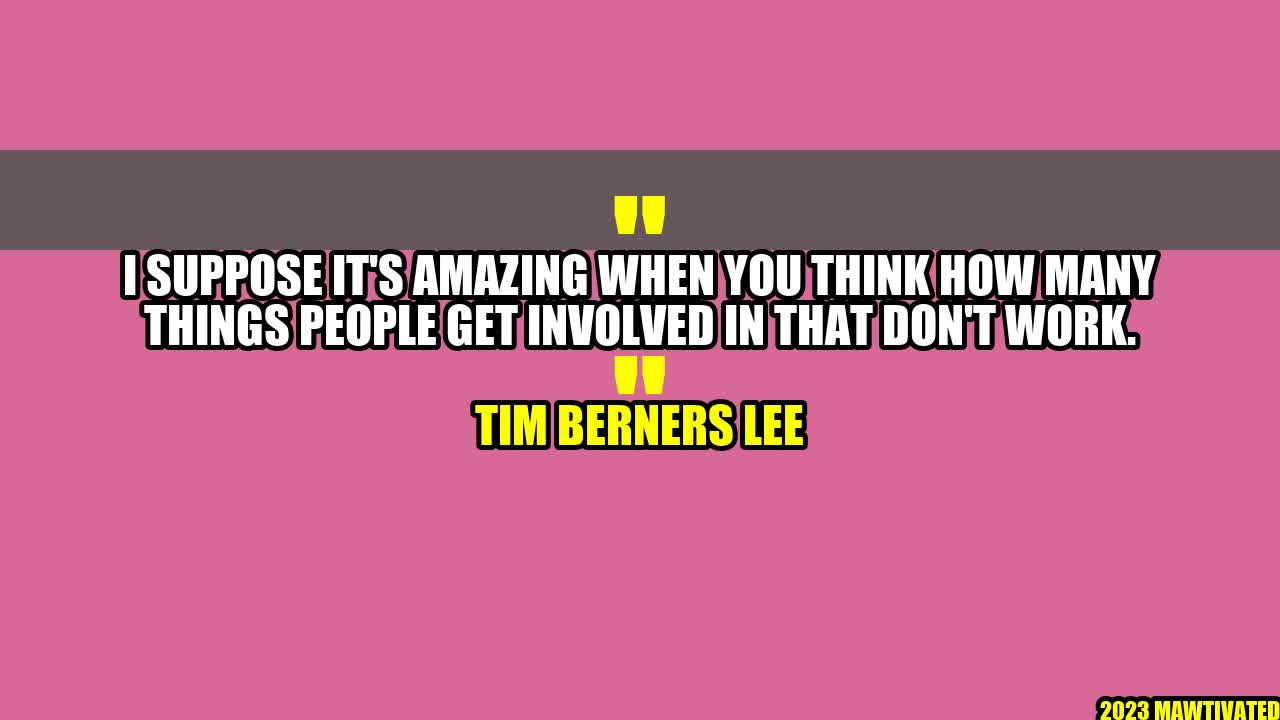 "
I SUPPOSE IT'S AMAZING WHEN YOU THINK HOW MANY
THINGS PEOPLE GET INVOLVED IN THAT DON'T WORK.
"
TIM BERNERS LEE
2023 MAWTIVATED